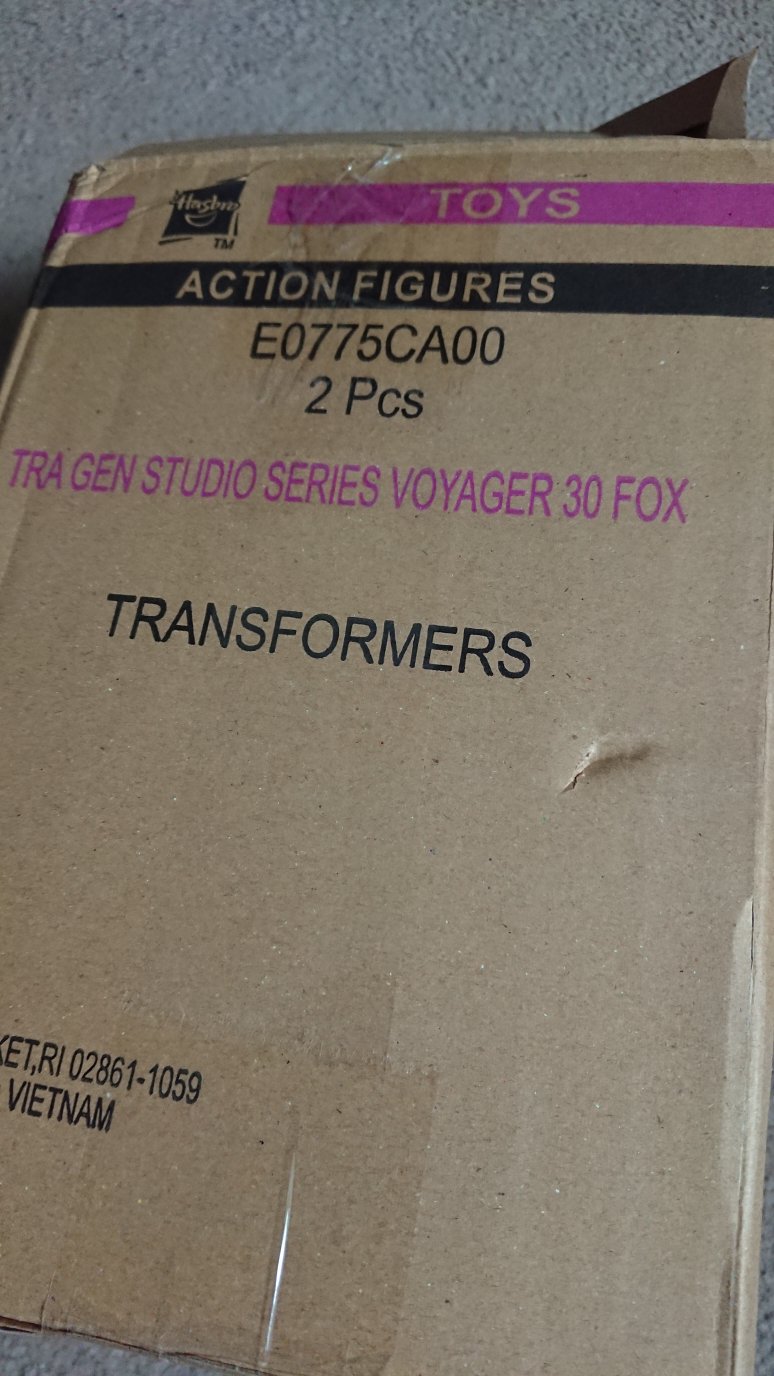 Hasbro
TM
TOYS
ACTION FIGURES
E0775CA00
2 Pcs
TRA GEN STUDIO SERIES VOYAGER 30 FOX
TRANSFORMERS
KET,RI 02861-1059
VIETNAM